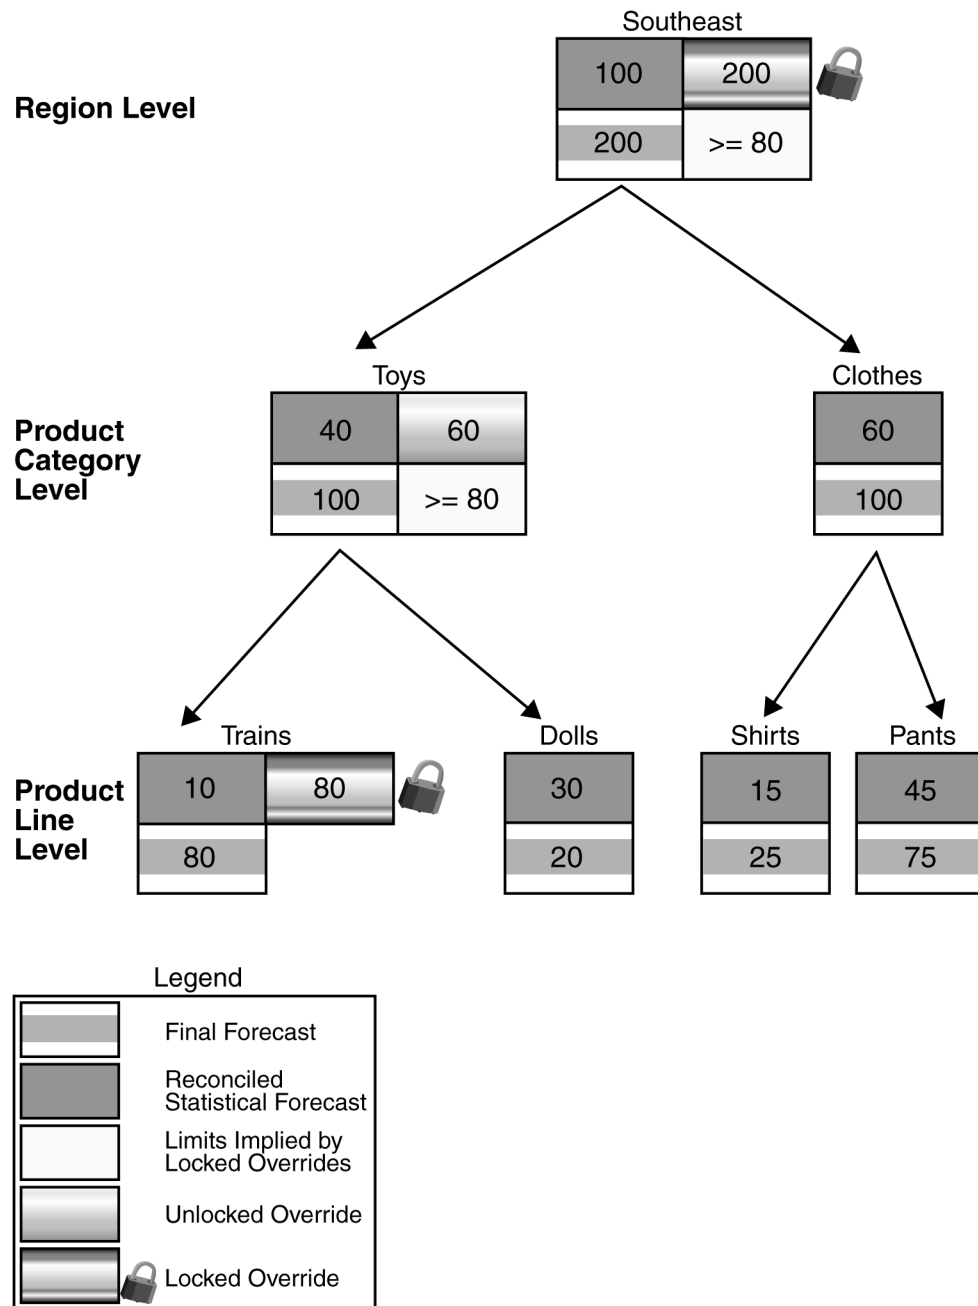 Southeast
100 200
Region Level
200 >= 80
Toys
Clothes
40 60
60
Product
Category
Level
100 >= 80
100
Trains
Dolls
Shirts
Pants
10 80
30
15
45
Product
Line
Level
80
20
25
75
Legend
Final Forecast
Reconciled
Statistical Forecast
Limits Implied by
Locked Overrides
Unlocked Override
Locked Override